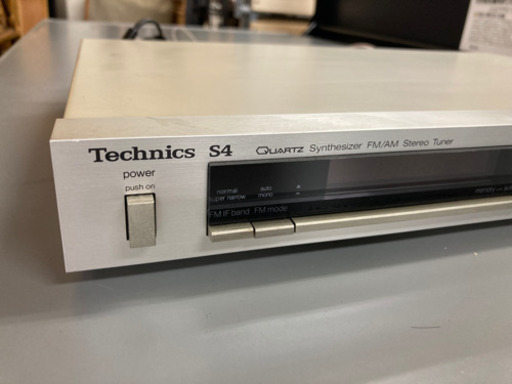 Technics S4 QUARTZ Synthesizer FM/AM Stereo Tuner
power
push on
normal auto
super narrow mono
FM IF band FM mode
memory